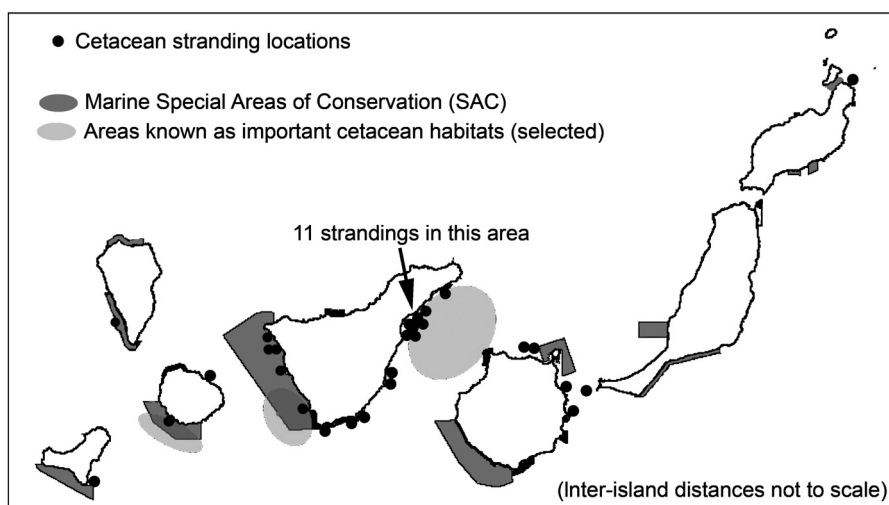 Cetacean stranding locations
Marine Special Areas of Conservation (SAC)
Areas known as important cetacean habitats (selected)
11 strandings in this area
(Inter-island distances not to scale)